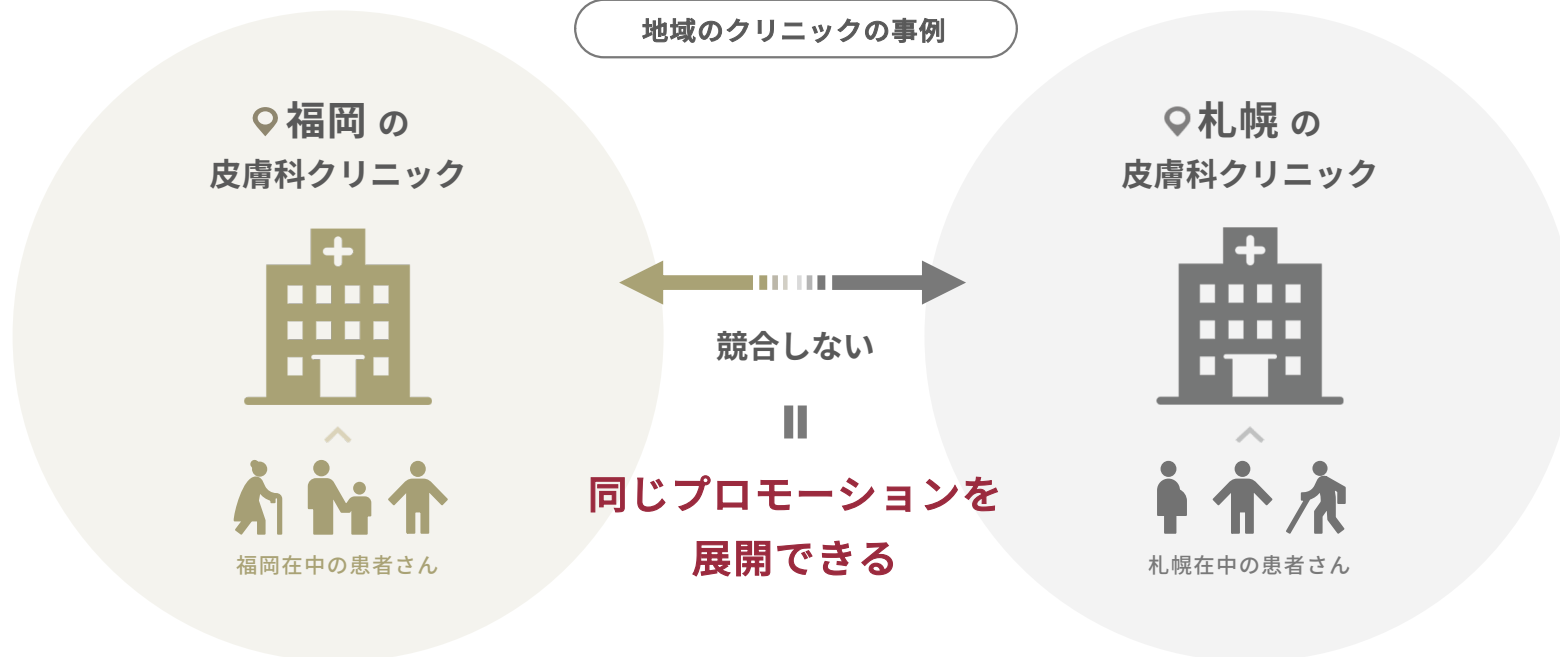 地域のクリニックの事例
福岡 の
皮膚科クリニック
福岡在中の患者さん
競合しない
同じプロモーションを
展開できる
札幌 の
皮膚科クリニック
札幌在中の患者さん